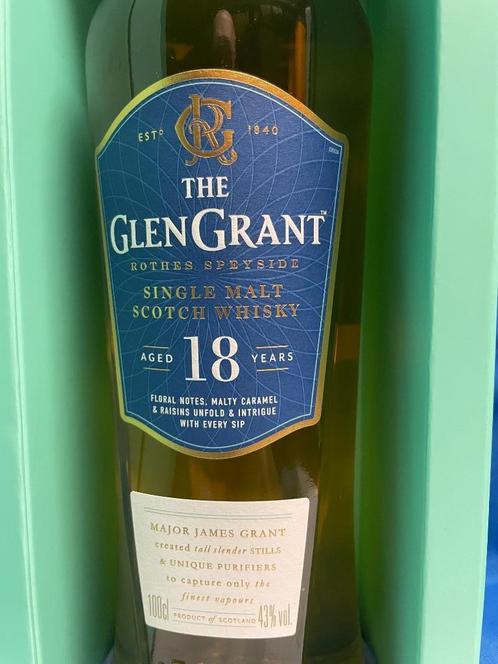 ESTD 1840
THE
GLENGRANT™
ROTHES SPEYSIDE
SINGLE MALT
SCOTCH WHISKY
AGED 18 YEARS
FLORAL NOTES, MALTY CARAMEL
& RAISINS UNFOLD & INTRIGUE
WITH EVERY SIP
MAJOR JAMES GRANT
created tall slender STILLS
& UNIQUE PURIFIERS
to capture only the
finest vapours
100cl PRODUCT of SCOTLAND 43% vol.